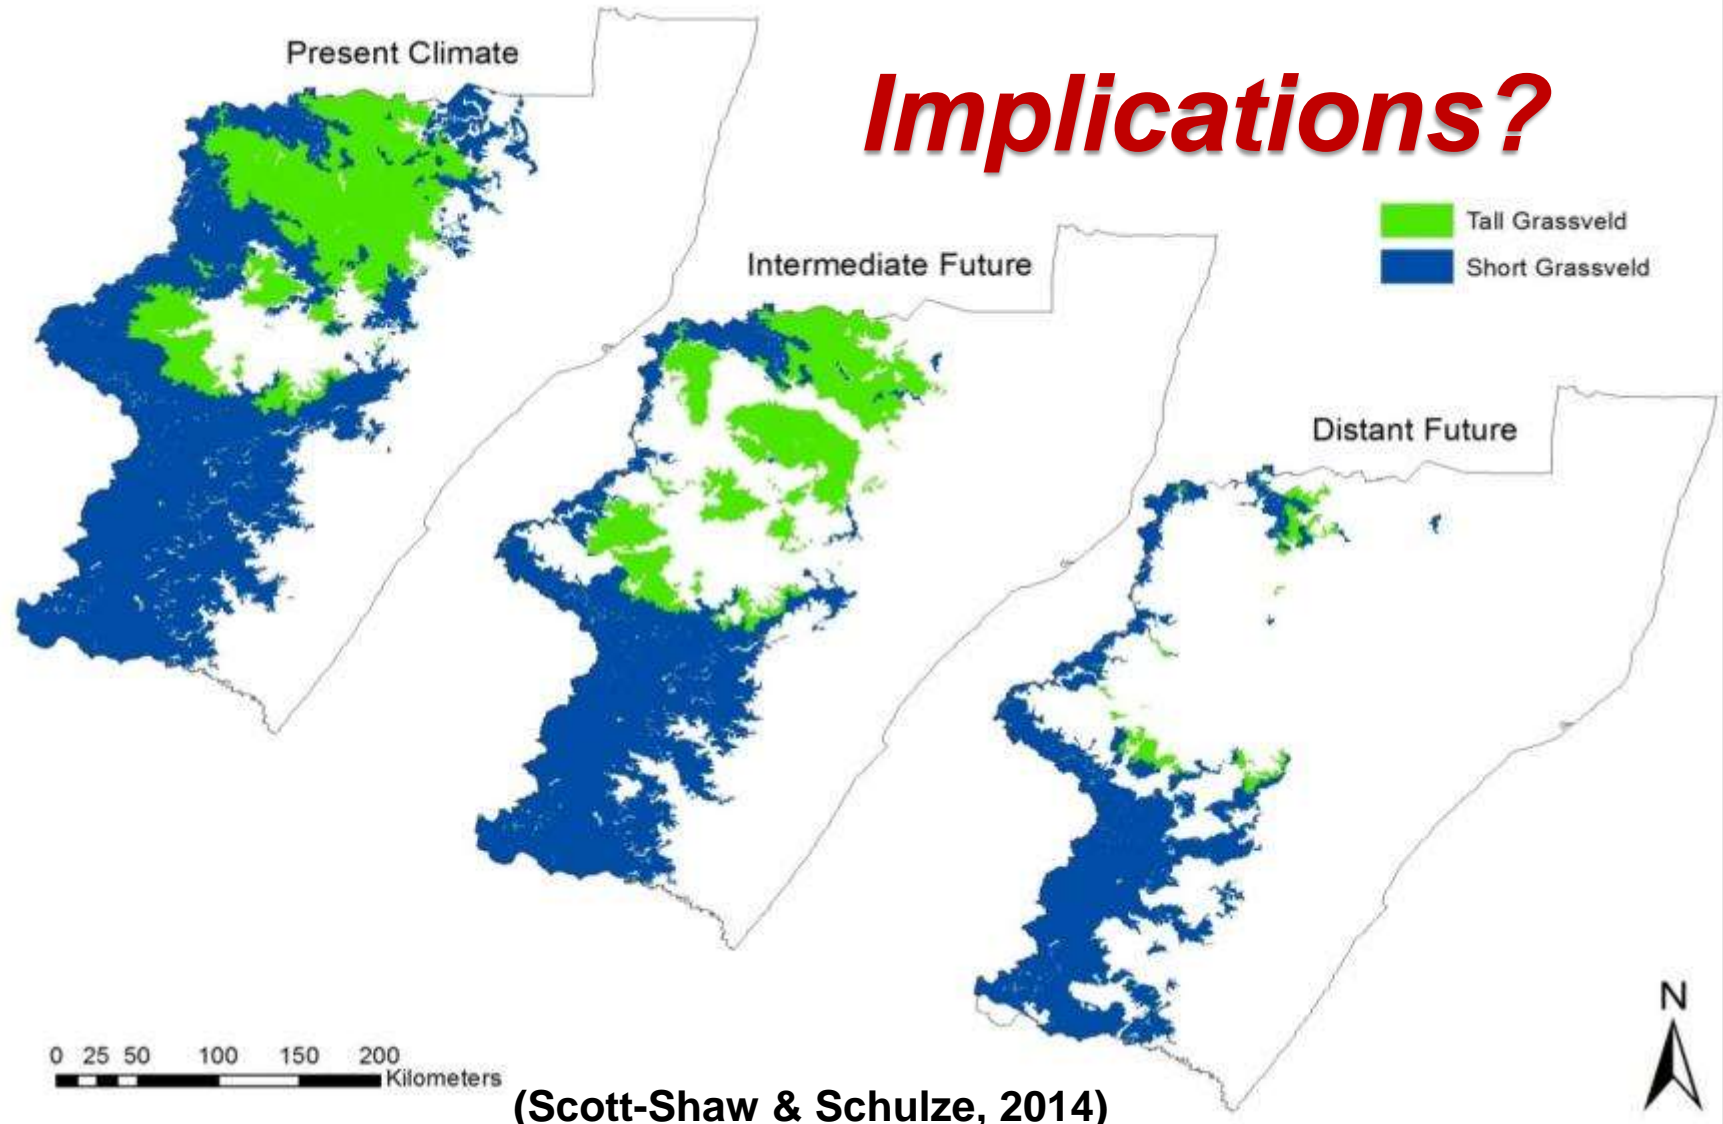 Present Climate
Implications?
Tall Grassveld
Short Grassveld
Intermediate Future
Distant Future
N
0 25 50 100 150 200
Kilometers
(Scott-Shaw & Schulze, 2014)